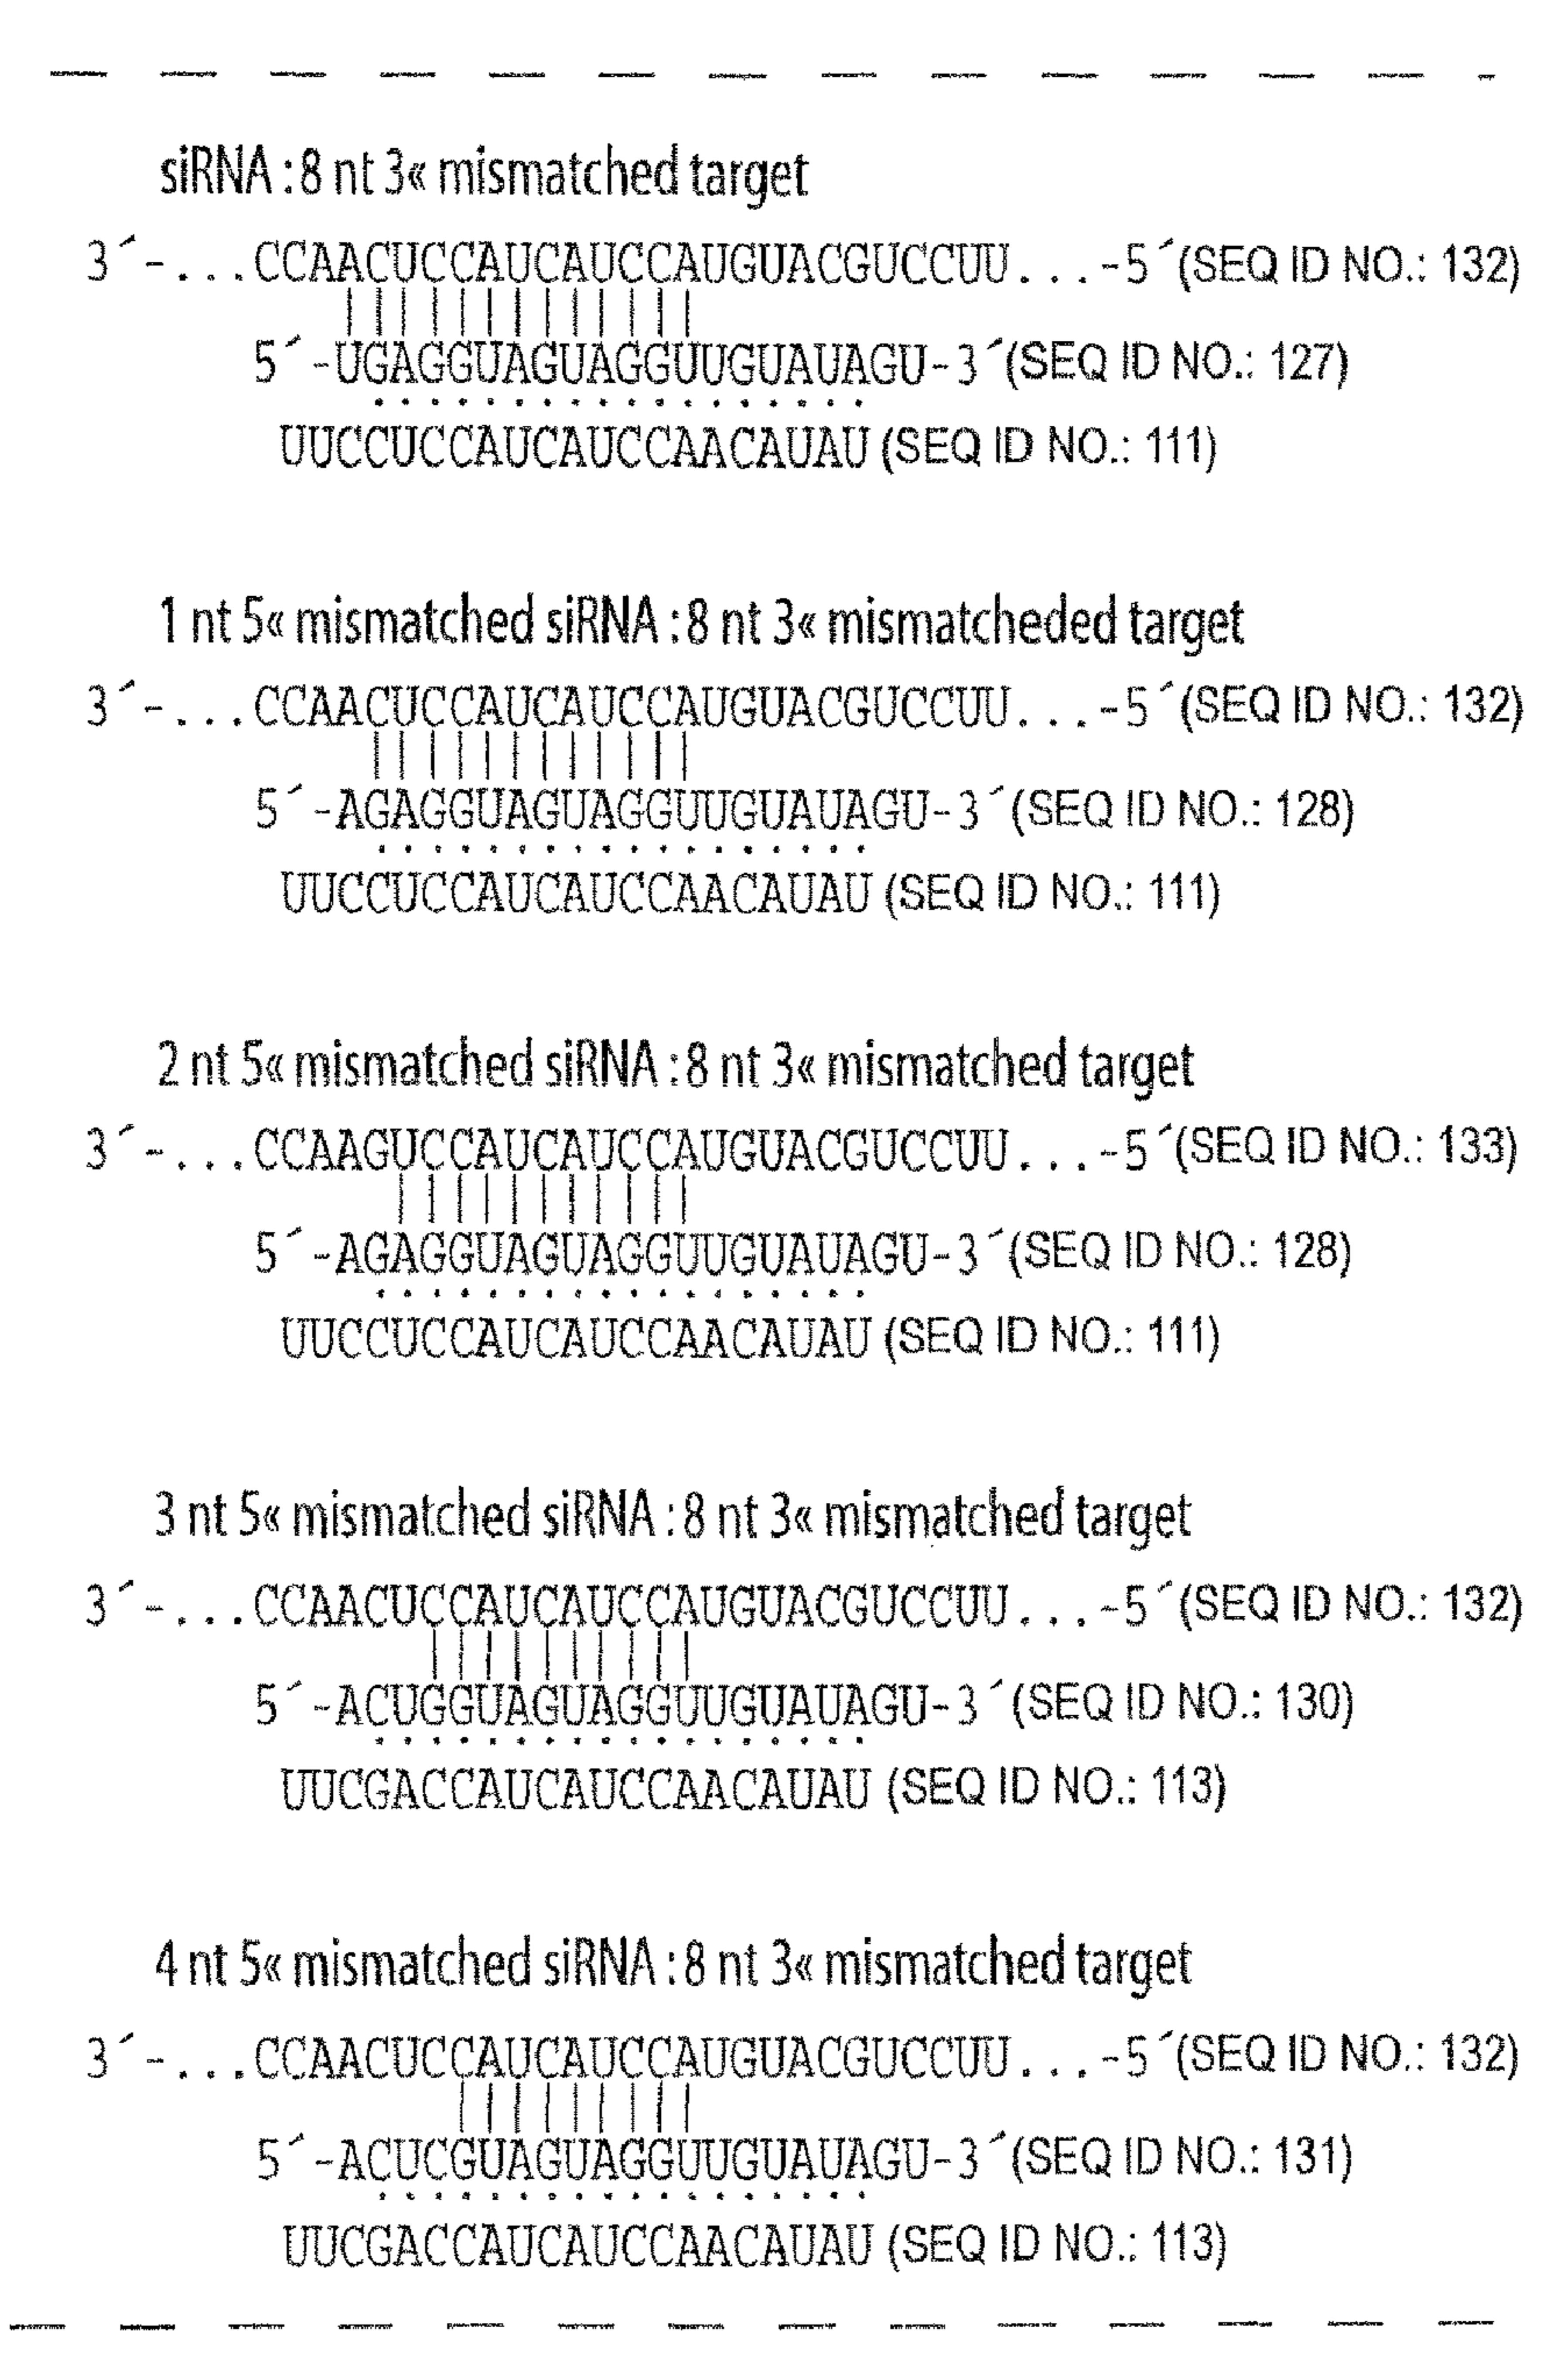 siRNA : 8 nt 3« mismatched target
3´-...CCAACUCCAUCAUCCAUGUACGUCCUU...-5´(SEQ ID NO.: 132)
5´-UGAGGUAGUAGGUUGUAUAGU-3´(SEQ ID NO.: 127)
UUCCUCCAUCAUCCAACAUAU (SEQ ID NO.: 111)
1 nt 5« mismatched siRNA : 8 nt 3« mismatcheded target
3´-...CCAACUCCAUCAUCCAUGUACGUCCUU...-5´(SEQ ID NO.: 132)
5´-AGAGGUAGUAGGUUGUAUAGU-3´(SEQ ID NO.: 128)
UUCCUCCAUCAUCCAACAUAU (SEQ ID NO.: 111)
2 nt 5« mismatched siRNA : 8 nt 3« mismatched target
3´-...CCAAGUCCAUCAUCCAUGUACGUCCUU...-5´(SEQ ID NO.: 133)
5´-AGAGGUAGUAGGUUGUAUAGU-3´(SEQ ID NO.: 128)
UUCCUCCAUCAUCCAACAUAU (SEQ ID NO.: 111)
3 nt 5« mismatched siRNA : 8 nt 3« mismatched target
3´-...CCAACUCCAUCAUCCAUGUACGUCCUU...-5´(SEQ ID NO.: 132)
5´-ACUGGUAGUAGGUUGUAUAGU-3´(SEQ ID NO.: 130)
UUCGACCAUCAUCCAACAUAU (SEQ ID NO.: 113)
4 nt 5« mismatched siRNA : 8 nt 3« mismatched target
3´-...CCAACUCCAUCAUCCAUGUACGUCCUU...-5´(SEQ ID NO.: 132)
5´-ACUCGUAGUAGGUUGUAUAGU-3´(SEQ ID NO.: 131)
UUCGACCAUCAUCCAACAUAU (SEQ ID NO.: 113)